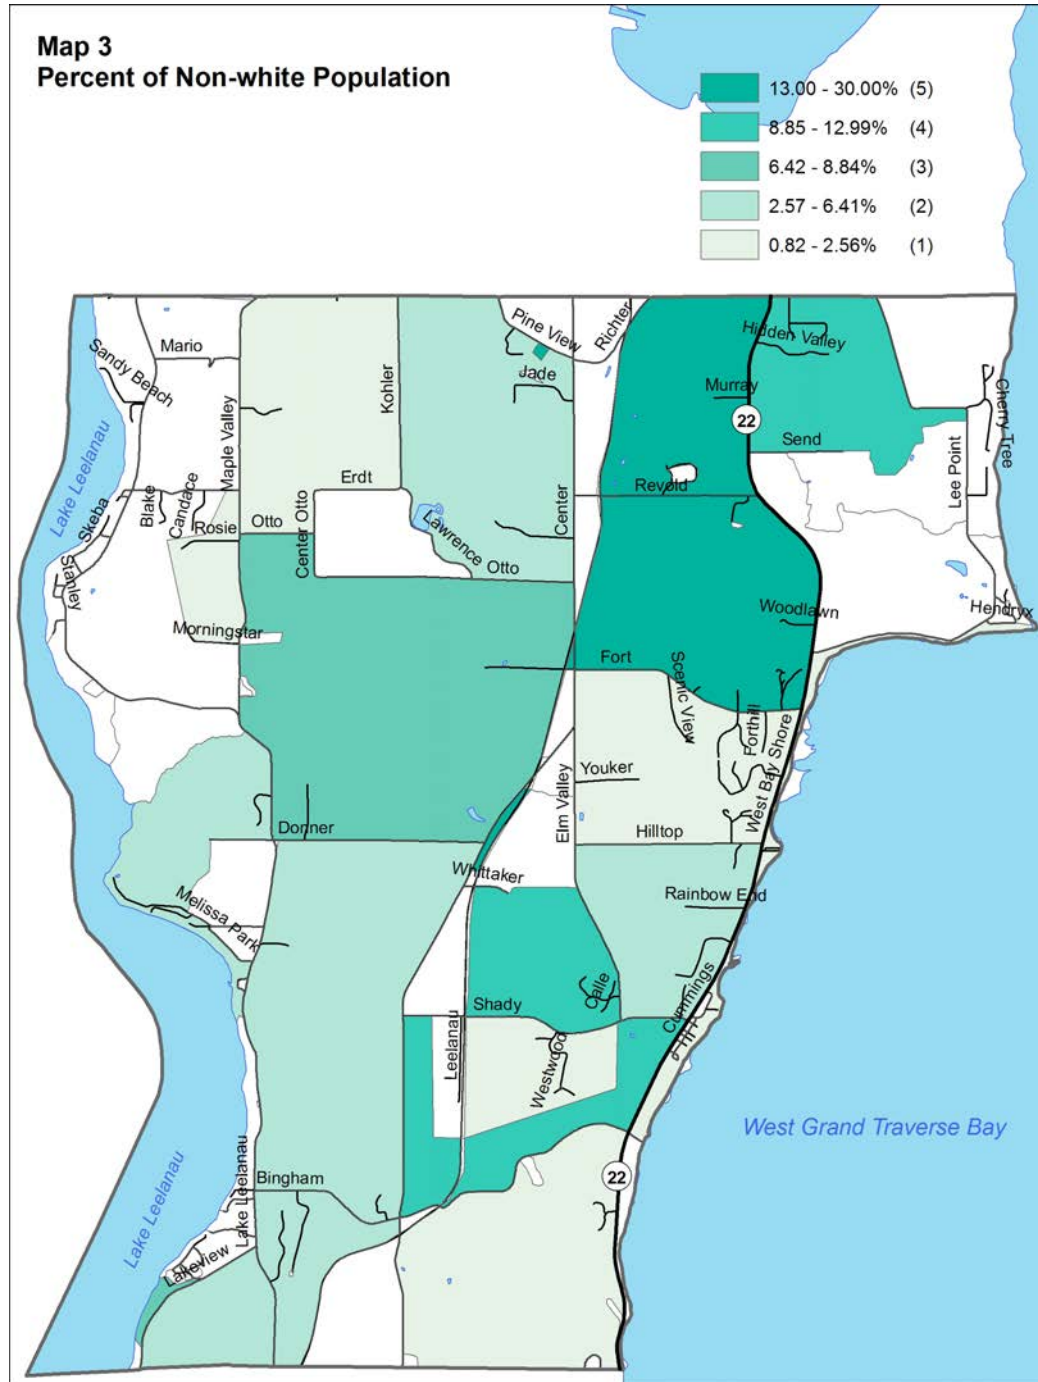 Map 3
Percent of Non-white Population
13.00 - 30.00% (5)
8.85 - 12.99% (4)
6.42 - 8.84% (3)
2.57 - 6.41% (2)
0.82 - 2.56% (1)
Pine View
Richter
Hidden Valley
Mario
Sandy Beach
Jade
Kohler
Murray
Maple Valley
22
Cherry Tree
Send
Lee Point
Lake Leelanau
Erdt
Revold
Skeba
Blake
Candace
Rosie
Otto
Center Otto
Lawrence
Otto
Center
Stanley
Woodlawn
Hendryx
Morningstar
Fort
Scenic View
Forthill
West Bay Shore
Youker
Elm Valley
Donner
Hilltop
Whittaker
Rainbow End
Melissa Park
Calle
Cummings
Shady
Leelanau
Westwood
West Grand Traverse Bay
Lake Leelanau
Bingham
22
Lake Leelanau
Lakeview